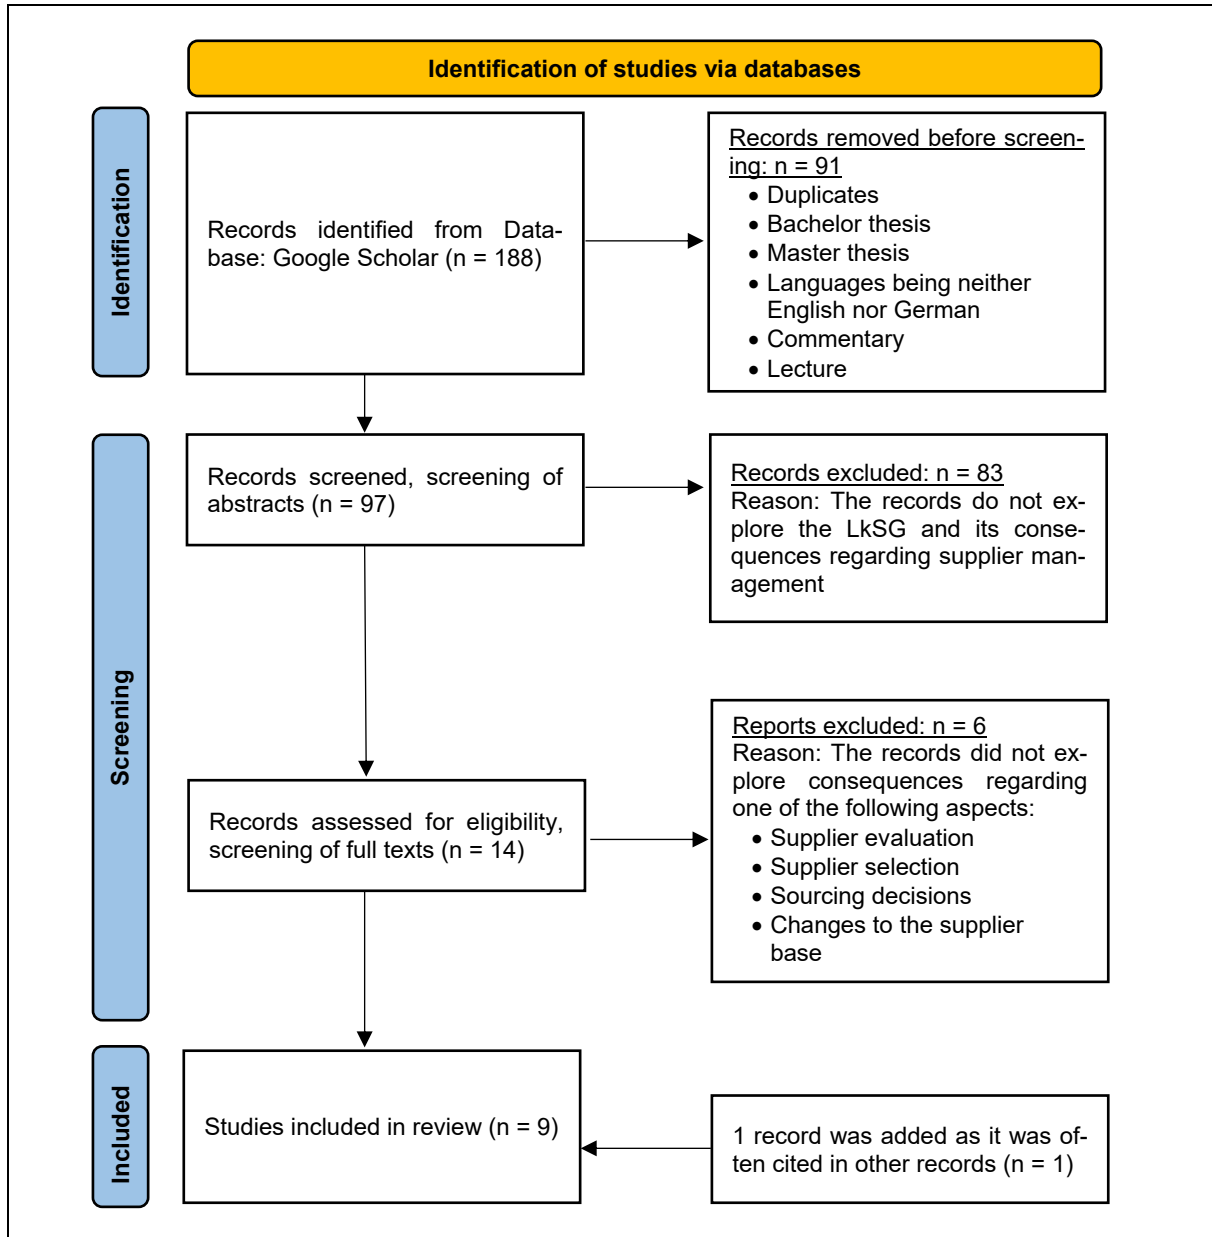 Identification of studies via databases
Identification
Records identified from Data-
base: Google Scholar (n = 188)
Records removed before screen-
ing: n = 91
• Duplicates
• Bachelor thesis
• Master thesis
• Languages being neither
English nor German
• Commentary
• Lecture
Screening
Records screened, screening of
abstracts (n = 97)
Records excluded: n = 83
Reason: The records do not ex-
plore the LkSG and its conse-
quences regarding supplier man-
agement
Records assessed for eligibility,
screening of full texts (n = 14)
Reports excluded: n = 6
Reason: The records did not ex-
plore consequences regarding
one of the following aspects:
• Supplier evaluation
• Supplier selection
• Sourcing decisions
• Changes to the supplier
base
Included
Studies included in review (n = 9)
1 record was added as it was of-
ten cited in other records (n = 1)